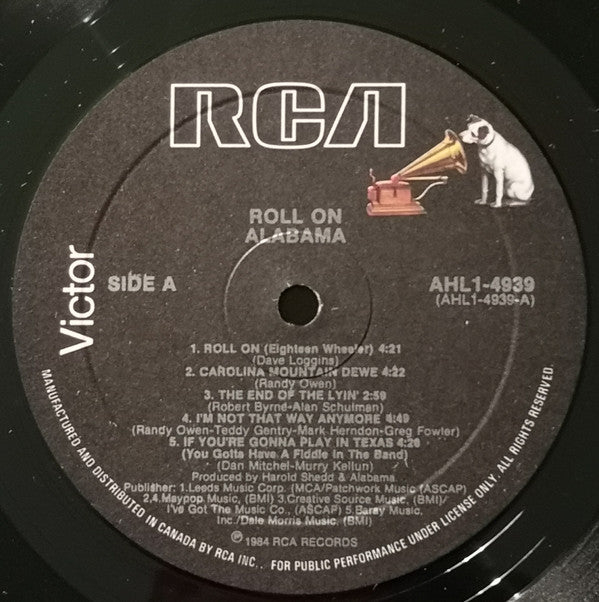 RCA
Victor
ROLL ON
ALABAMA
SIDE A
AHL1-4939
(AHL1-4939-A)
1. ROLL ON (Eighteen Wheeler) 4:21
(Dave Loggins)
2. CAROLINA MOUNTAIN DEWE 4:22
(Randy Owen)
3. THE END OF THE LYIN' 2:59
(Robert Byrne-Alan Schulman)
4. I'M NOT THAT WAY ANYMORE 4:49
(Randy Owen-Teddy Gentry-Mark Herndon-Greg Fowler)
5. IF YOU'RE GONNA PLAY IN TEXAS 4:26
(You Gotta Have A Fiddle In The Band)
(Dan Mitchel-Murry Kellun)
Produced by Harold Shedd & Alabama.
Publisher: 1.Leeds Music Corp. (MCA/Patchwork Music (ASCAP)
2,4.Maypop Music, (BMI) 3.Creative Source Music, (BMI)/
I've Got The Music Co., (ASCAP) 5.Baray Music.
Inc./Dale Morris Music, (BMI)
℗1984 RCA RECORDS
MANUFACTURED AND DISTRIBUTED IN CANADA BY RCA INC.. FOR PUBLIC PERFORMANCE UNDER LICENSE ONLY. ALL RIGHTS RESERVED.